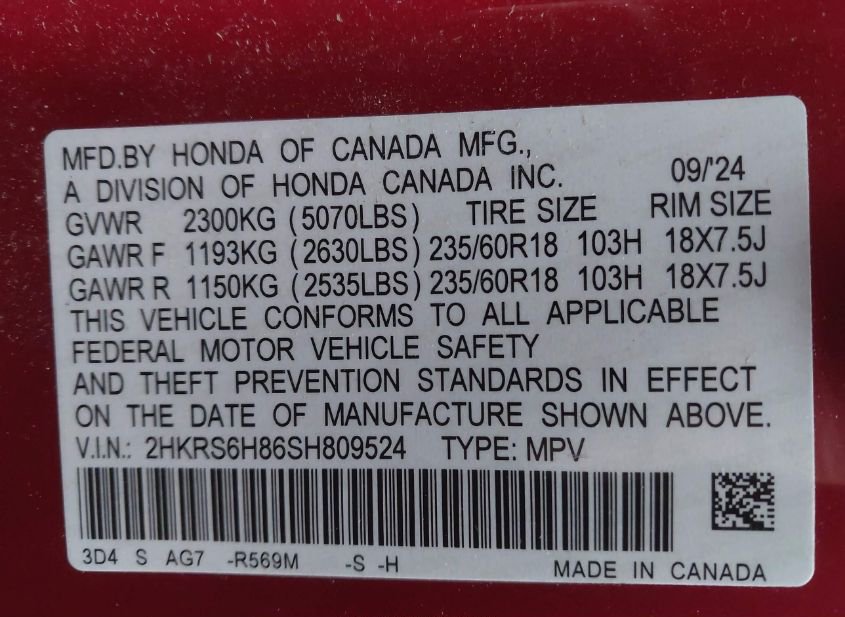 MFD.BY HONDA OF CANADA MFG.,
A DIVISION OF HONDA CANADA INC. 09/'24
GVWR 2300KG (5070LBS) TIRE SIZE RIM SIZE
GAWR F 1193KG (2630LBS) 235/60R18 103H 18X7.5J
GAWR R 1150KG (2535LBS) 235/60R18 103H 18X7.5J
THIS VEHICLE CONFORMS TO ALL APPLICABLE
FEDERAL MOTOR VEHICLE SAFETY
AND THEFT PREVENTION STANDARDS IN EFFECT
ON THE DATE OF MANUFACTURE SHOWN ABOVE.
V.I.N.: 2HKRS6H86SH809524 TYPE: MPV
3D4 S AG7 -R569M -S -H MADE IN CANADA